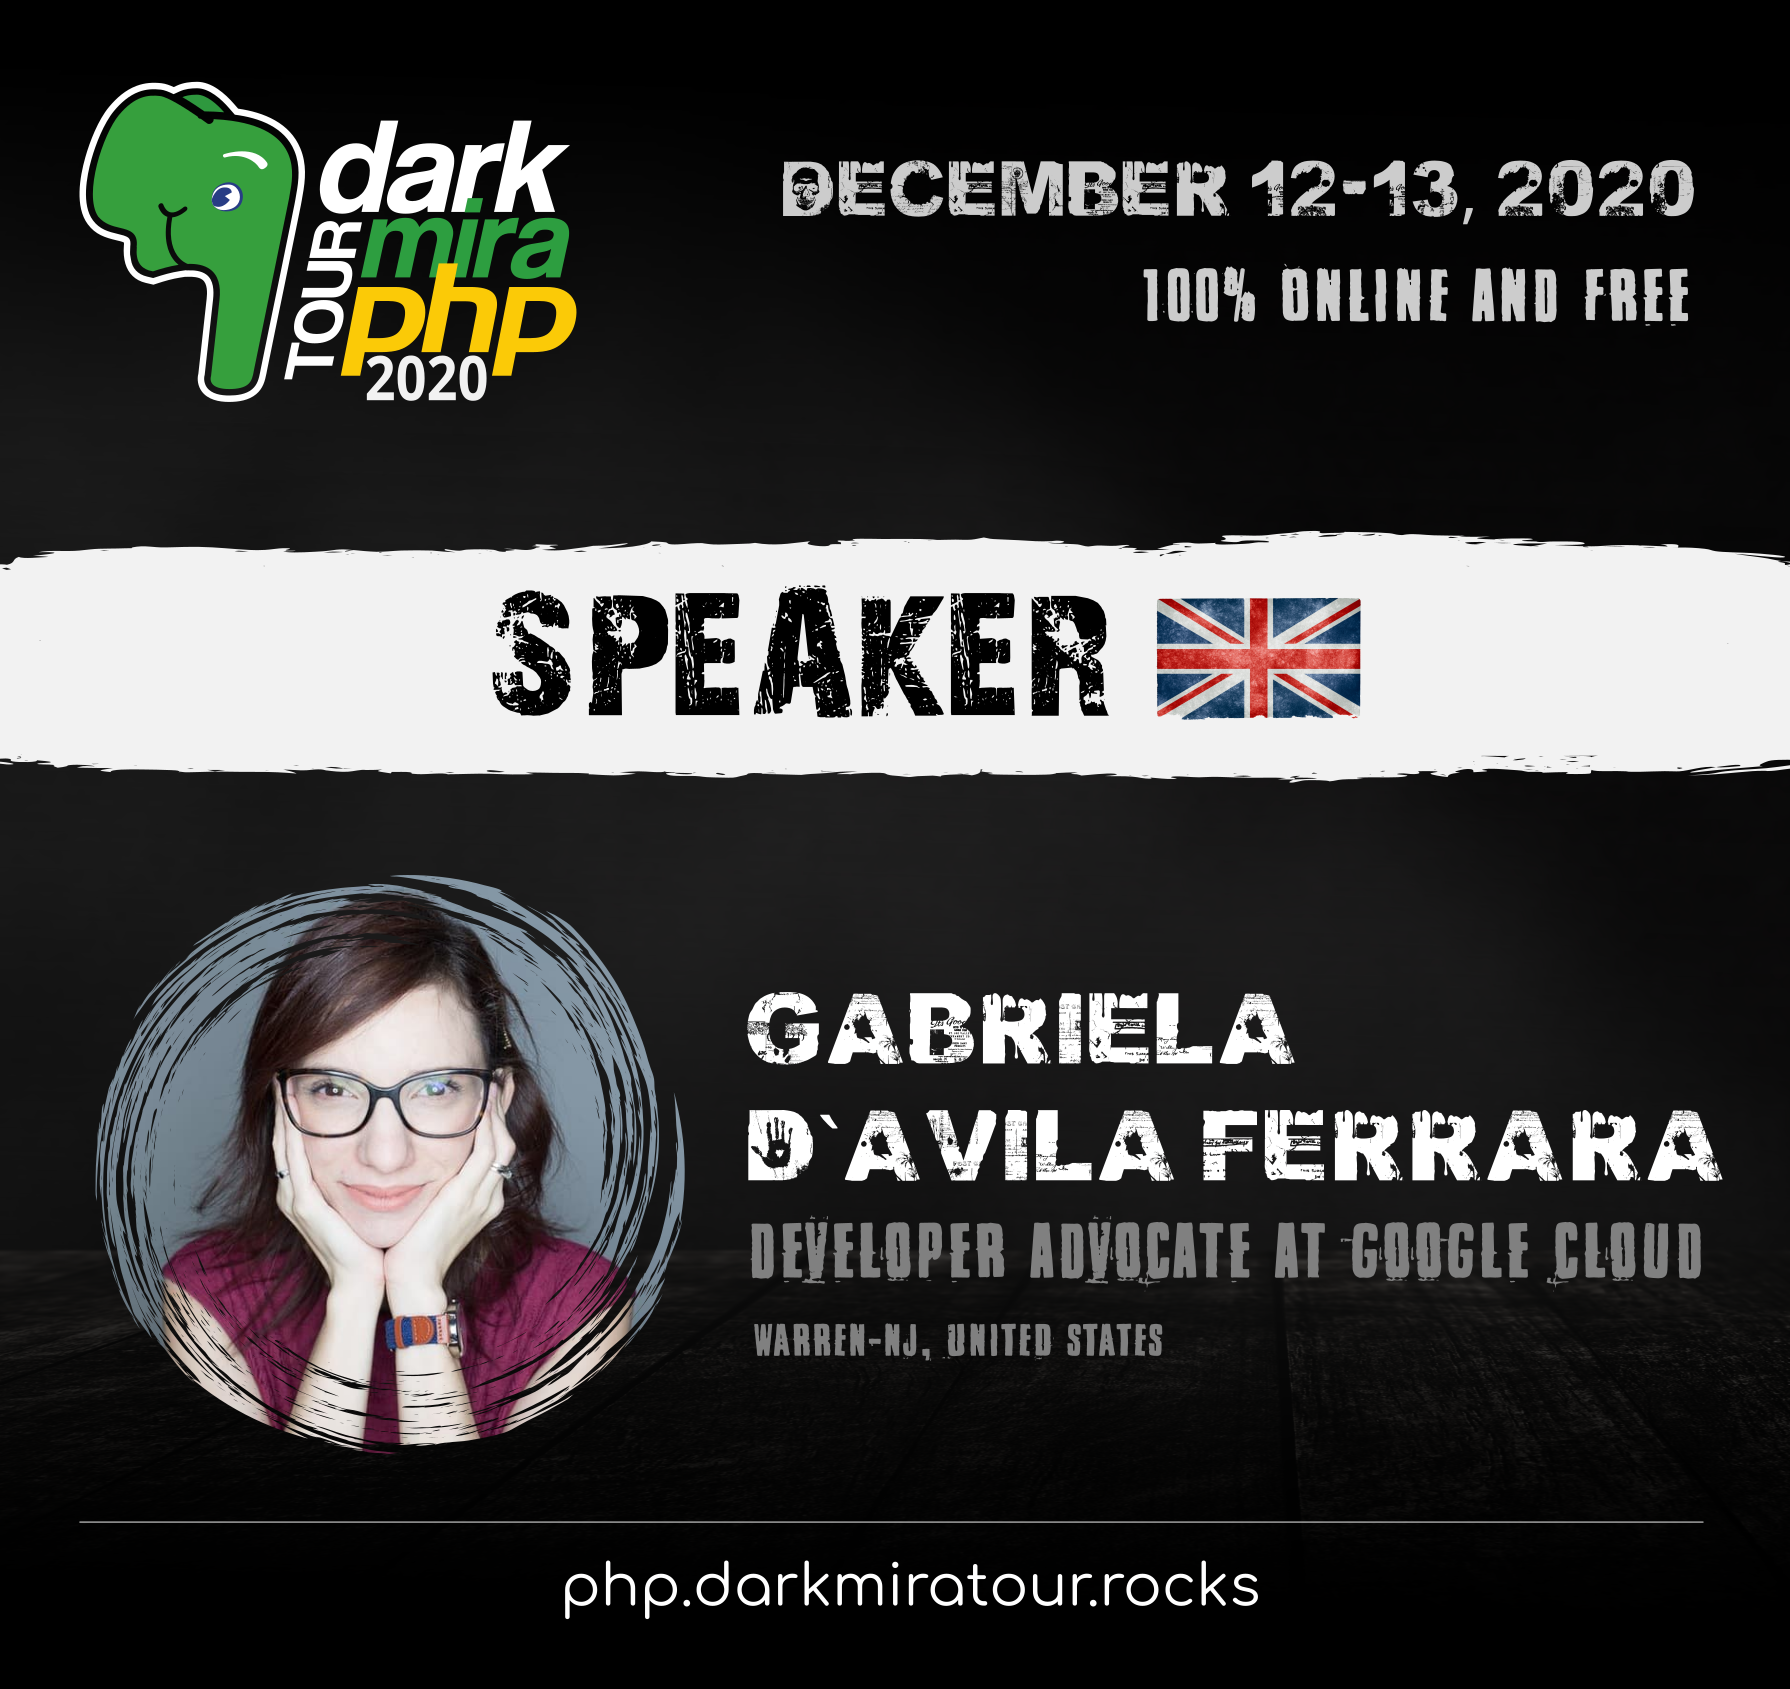 dark
mira
TOUR
php
2020
DECEMBER 12-13, 2020
100% ONLINE AND FREE
SPEAKER
GABRIELA
D`AVILA FERRARA
DEVELOPER ADVOCATE AT GOOGLE CLOUD
WARREN-NJ, UNITED STATES
php.darkmiratour.rocks